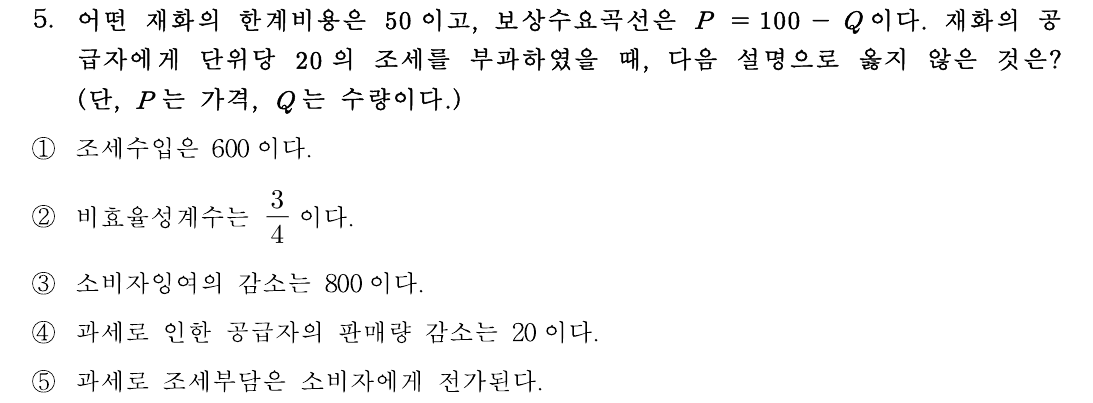 5. 어떤 재화의 한계비용은 50이고, 보상수요곡선은 P = 100 - Q이다. 재화의 공
급자에게 단위당 20의 조세를 부과하였을 때, 다음 설명으로 옳지 않은 것은?
(단, P는 가격, Q는 수량이다.)
① 조세수입은 600이다.
② 비효율성계수는 3/4 이다.
③ 소비자잉여의 감소는 800이다.
④ 과세로 인한 공급자의 판매량 감소는 20이다.
⑤ 과세로 조세부담은 소비자에게 전가된다.